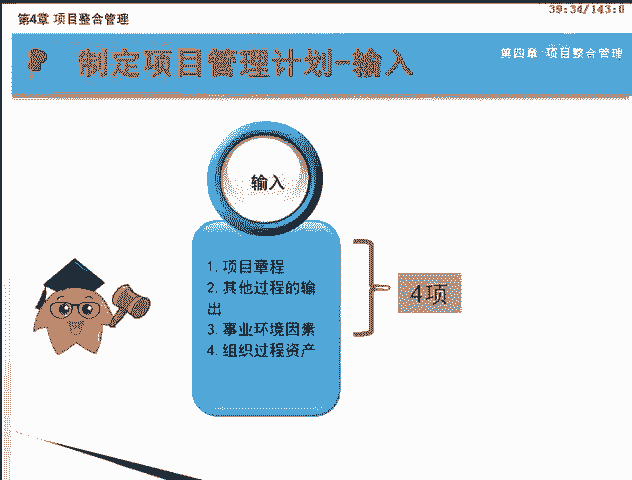 39:34/143:0
第4章 项目整合管理
制定项目管理计划-输入
第四章 项目整合管理
输入
1. 项目章程
2. 其他过程的输
出
3. 事业环境因素
4. 组织过程资产
4项